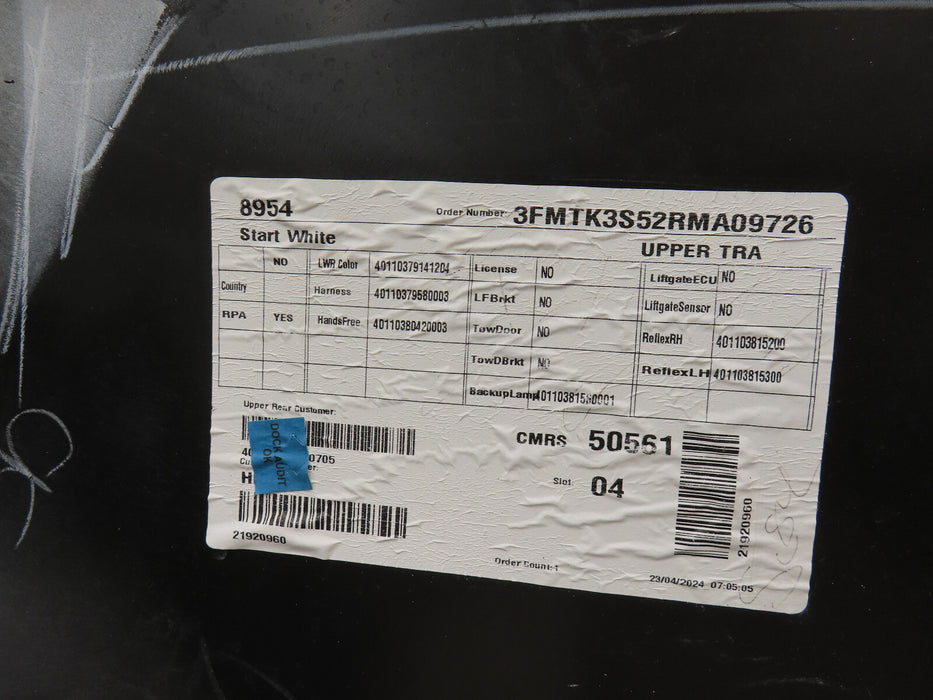 8954
Order Number 3FMTK3S52RMA09726
Start White
UPPER TRA
NO LWR Color 40110379141204 License NO LiftgateECU NO
Country Harness 40110379580003 LFBrkt NO LiftgateSensor NO
RPA YES HandsFree 40110380420003 TowDoor NO ReflexRH 401103815200
TowDBrkt NO ReflexLH 401103815300
BackupLamp
Upper Rear Customer:
DOCK AUDIT
OK
0705
CMRS 50561
Slot 04
21920960
21920960
Order Count:1
23/04/2024 07:05:05